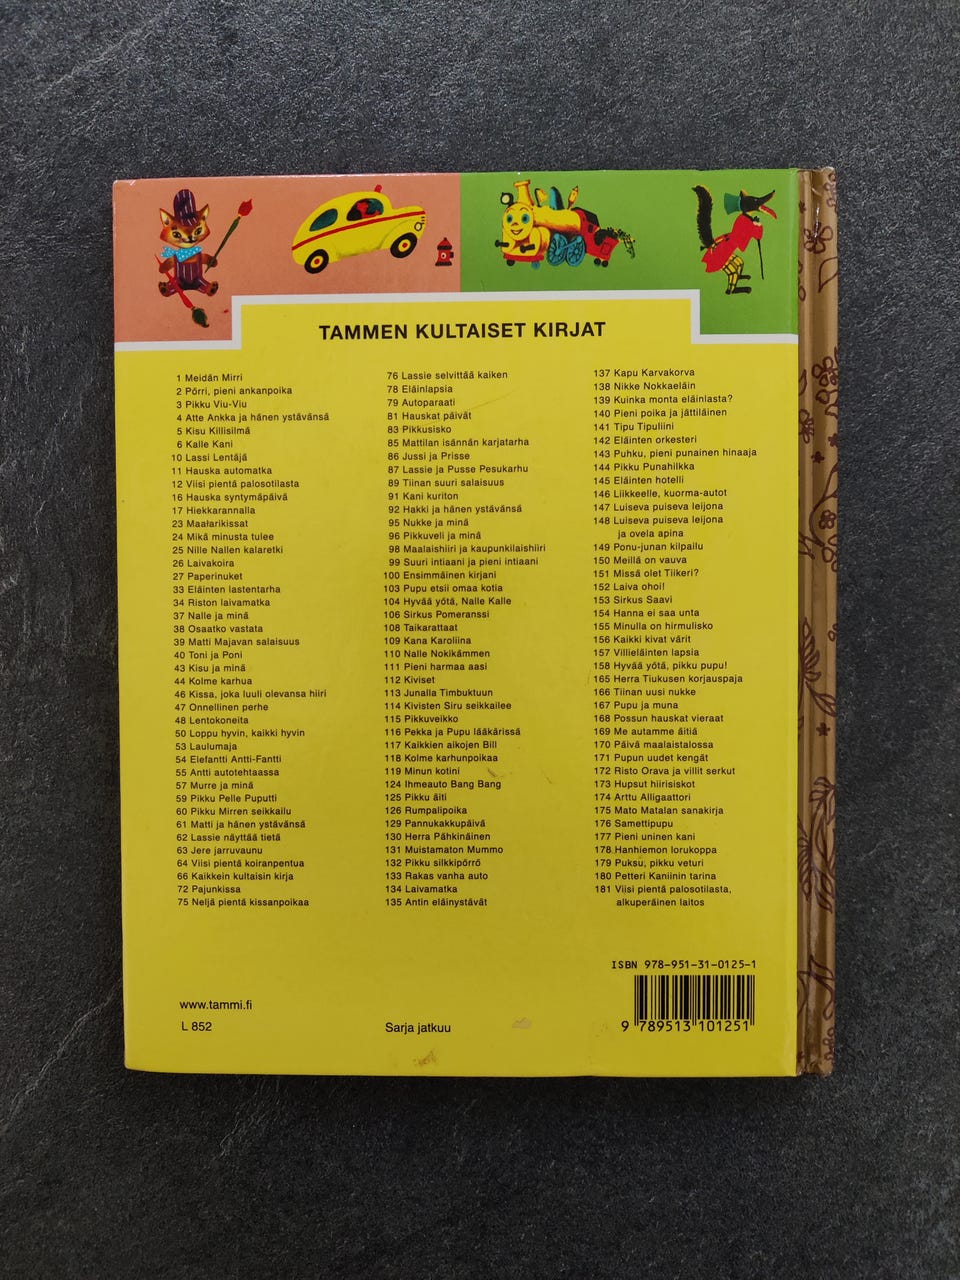 TAMMEN KULTAISET KIRJAT
1 Meidän Mirri
2 Pörri, pieni ankanpoika
3 Pikku Viu-Viu
4 Atte Ankka ja hänen ystävänsä
5 Kisu Killisilmä
6 Kalle Kani
10 Lassi Lentäjä
11 Hauska automatka
12 Viisi pientä palosotilasta
16 Hauska syntymäpäivä
17 Hiekkarannalla
23 Maatarikissat
24 Mikä minusta tulee
25 Nille Nallen kalaretki
26 Laivakoira
27 Paperinuket
33 Eläinten lastentarha
34 Riston laivamatka
37 Nalle ja minä
38 Osaatko vastata
39 Matti Majavan salaisuus
40 Toni ja Poni
43 Kisu ja minä
44 Kolme karhua
46 Kissa, joka luuli olevansa hiiri
47 Onnellinen perhe
48 Lentokoneita
50 Loppu hyvin, kaikki hyvin
53 Laulumaja
54 Elefantti Antti-Fantti
55 Antti autotehtaassa
57 Murre ja minä
59 Pikku Pelle Puputti
60 Pikku Mirren seikkailu
61 Matti ja hänen ystävänsä
62 Lassie näyttää tietä
63 Jere jarruvaunu
64 Viisi pientä koiranpentua
66 Kaikkein kultaisin kirja
72 Pajunkissa
75 Neljä pientä kissanpoikaa
76 Lassie selvittää kaiken
78 Eläinlapsia
79 Autoparaati
81 Hauskat päivät
83 Pikkusisko
85 Mattilan isännän karjatarha
86 Jussi ja Prisse
87 Lassie ja Pusse Pesukarhu
89 Tiinan suuri salaisuus
91 Kani kuriton
92 Hakki ja hänen ystävänsä
95 Nukke ja minä
96 Pikkuveli ja minä
98 Maalaishiiri ja kaupunkilaishiiri
99 Suuri intiaani ja pieni intiaani
100 Ensimmäinen kirjani
103 Pupu etsii omaa kotia
104 Hyvää yötä, Nalle Kalle
106 Sirkus Pomeranssi
108 Taikarattaat
109 Kana Karoliina
110 Nalle Nokikämmen
111 Pieni harmaa aasi
112 Kiviset
113 Junalla Timbuktuun
114 Kivisten Siru seikkailee
115 Pikkuveikko
116 Pekka ja Pupu lääkärissä
117 Kaikkien aikojen Bill
118 Kolme karhunpoikaa
119 Minun kotini
124 Ihmeauto Bang Bang
125 Pikku äiti
126 Rumpalipoika
129 Pannukakkupäivä
130 Herra Pähkinäinen
131 Muistamaton Mummo
132 Pikku silkkipörrö
133 Rakas vanha auto
134 Laivamatka
135 Antin eläinystävät
137 Kapu Karvakorva
138 Nikke Nokkaeläin
139 Kuinka monta eläinlasta?
140 Pieni poika ja jättiläinen
141 Tipu Tipuliini
142 Eläinten orkesteri
143 Puhku, pieni punainen hinaaja
144 Pikku Punahilkka
145 Eläinten hotelli
146 Liikkeelle, kuorma-autot
147 Luiseva puiseva leijona
148 Luiseva puiseva leijona
ja ovela apina
149 Ponu-junan kilpailu
150 Meillä on vauva
151 Missä olet Tiikeri?
152 Laiva ohoi!
153 Sirkus Saavi
154 Hanna ei saa unta
155 Minulla on hirmulisko
156 Kaikki kivat värit
157 Villieläinten lapsia
158 Hyvää yötä, pikku pupu!
165 Herra Tiukusen korjauspaja
166 Tiinan uusi nukke
167 Pupu ja muna
168 Possun hauskat vieraat
169 Me autamme äitiä
170 Päivä maalaistalossa
171 Pupun uudet kengät
172 Risto Orava ja villit serkut
173 Hupsut hiirisiskot
174 Arttu Alligaattori
175 Mato Matalan sanakirja
176 Samettipupu
177 Pieni uninen kani
178 Hanhiemon lorukoppa
179 Puksu, pikku veturi
180 Petteri Kaniinin tarina
181 Viisi pientä palosotilasta,
alkuperäinen laitos
ISBN 978-951-31-0125-1
9 789513 101251
www.tammi.fi
L 852
Sarja jatkuu